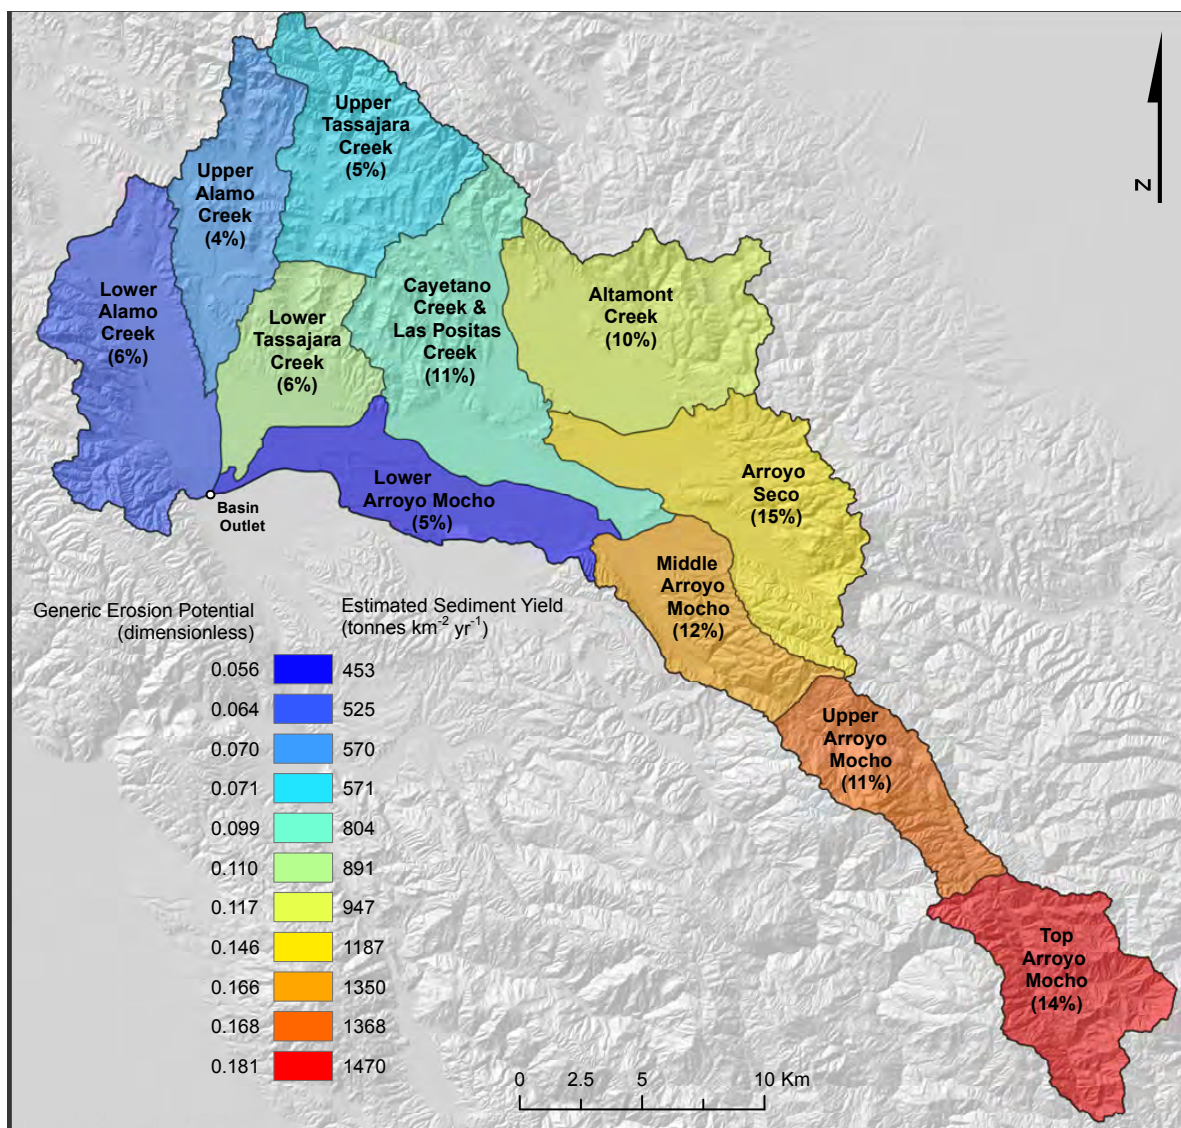 Upper
Tassajara
Creek
(5%)
Upper
Alamo
Creek
(4%)
N
Lower
Alamo
Creek
(6%)
Lower
Tassajara
Creek
(6%)
Cayetano
Creek &
Las Positas
Creek
(11%)
Altamont
Creek
(10%)
Lower
Arroyo Mocho
(5%)
Arroyo
Seco
(15%)
Basin
Outlet
Middle
Arroyo
Mocho
(12%)
Upper
Arroyo
Mocho
(11%)
Top
Arroyo
Mocho
(14%)
Generic Erosion Potential
(dimensionless)
Estimated Sediment Yield
(tonnes km-2 yr-1)
0.056 453
0.064 525
0.070 570
0.071 571
0.099 804
0.110 891
0.117 947
0.146 1187
0.166 1350
0.168 1368
0.181 1470
0 2.5 5 10 Km